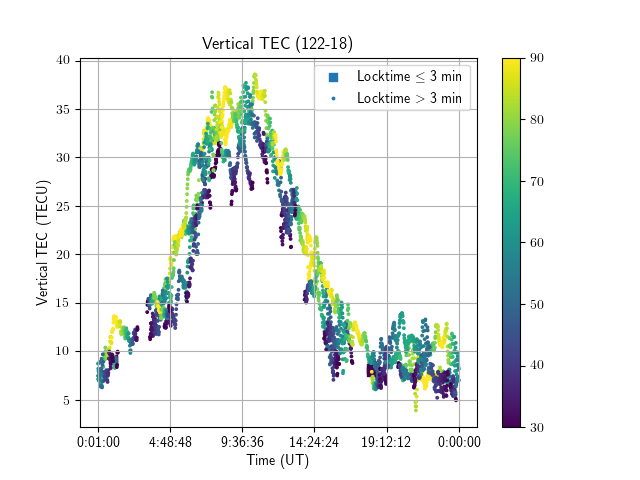 Vertical TEC (122-18)
Locktime ≤ 3 min
Locktime > 3 min
Vertical TEC (TECU)
40
35
30
25
20
15
10
5
0:01:00 4:48:48 9:36:36 14:24:24 19:12:12 0:00:00
Time (UT)
90
80
70
60
50
40
30